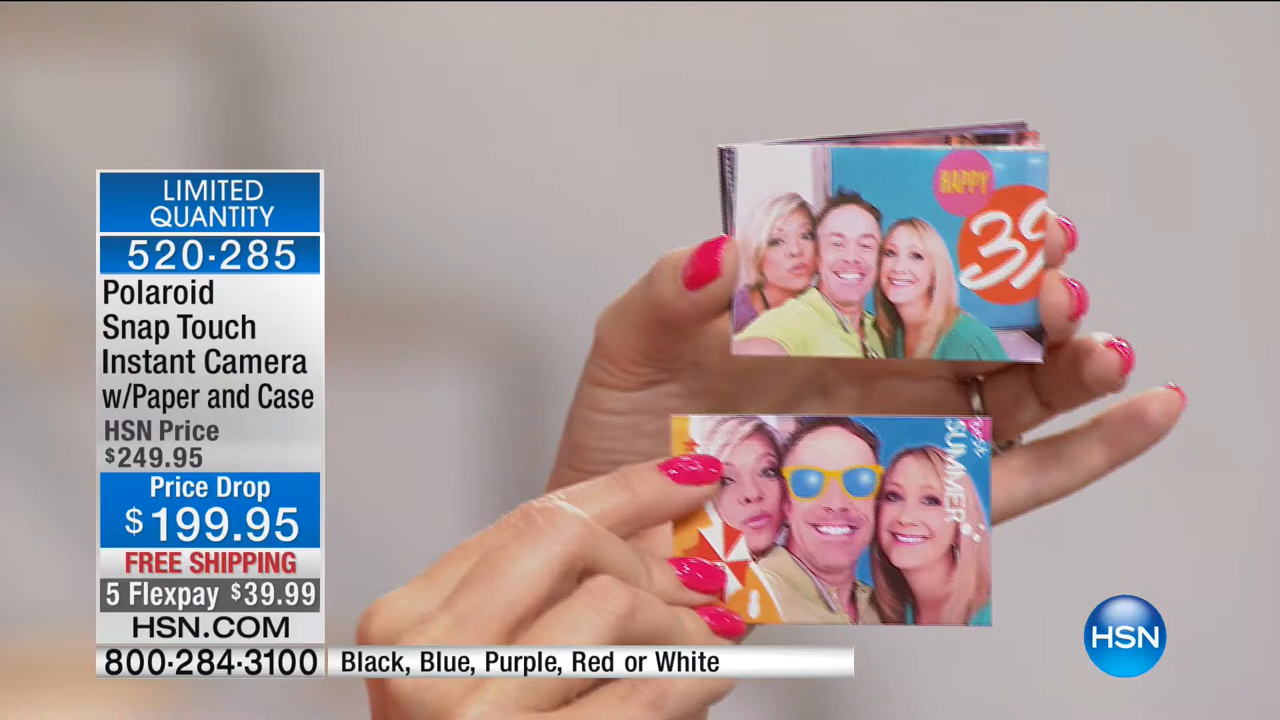 LIMITED
QUANTITY
520-285
Polaroid
Snap Touch
Instant Camera
w/Paper and Case
HSN Price
$249.95
Price Drop
$199.95
FREE SHIPPING
5 Flexpay $39.99
HSN.COM
800-284-3100
Black, Blue, Purple, Red or White
HAPPY
39
SUMMER
HSN